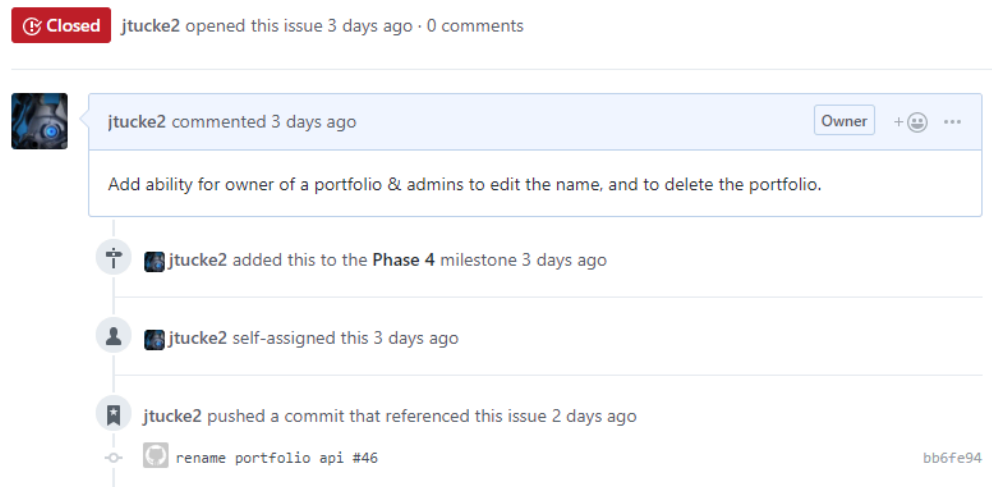 Closed jtucke2 opened this issue 3 days ago · 0 comments
jtucke2 commented 3 days ago Owner +
Add ability for owner of a portfolio & admins to edit the name, and to delete the portfolio.
jtucke2 added this to the Phase 4 milestone 3 days ago
jtucke2 self-assigned this 3 days ago
jtucke2 pushed a commit that referenced this issue 2 days ago
rename portfolio api #46 bb6fe94